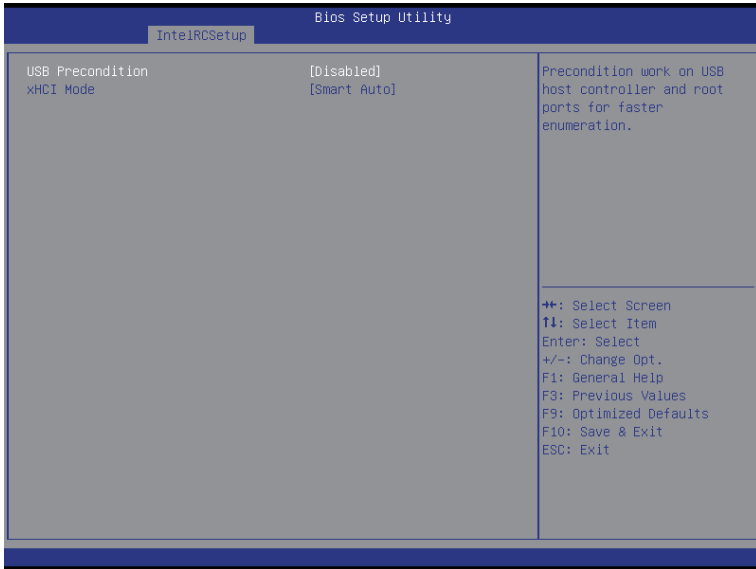 Bios Setup Utility
IntelRCSetup
USB Precondition [Disabled]
xHCI Mode [Smart Auto]
Precondition work on USB
host controller and root
ports for faster
enumeration.
→←: Select Screen
↑↓: Select Item
Enter: Select
+/-: Change Opt.
F1: General Help
F3: Previous Values
F9: Optimized Defaults
F10: Save & Exit
ESC: Exit